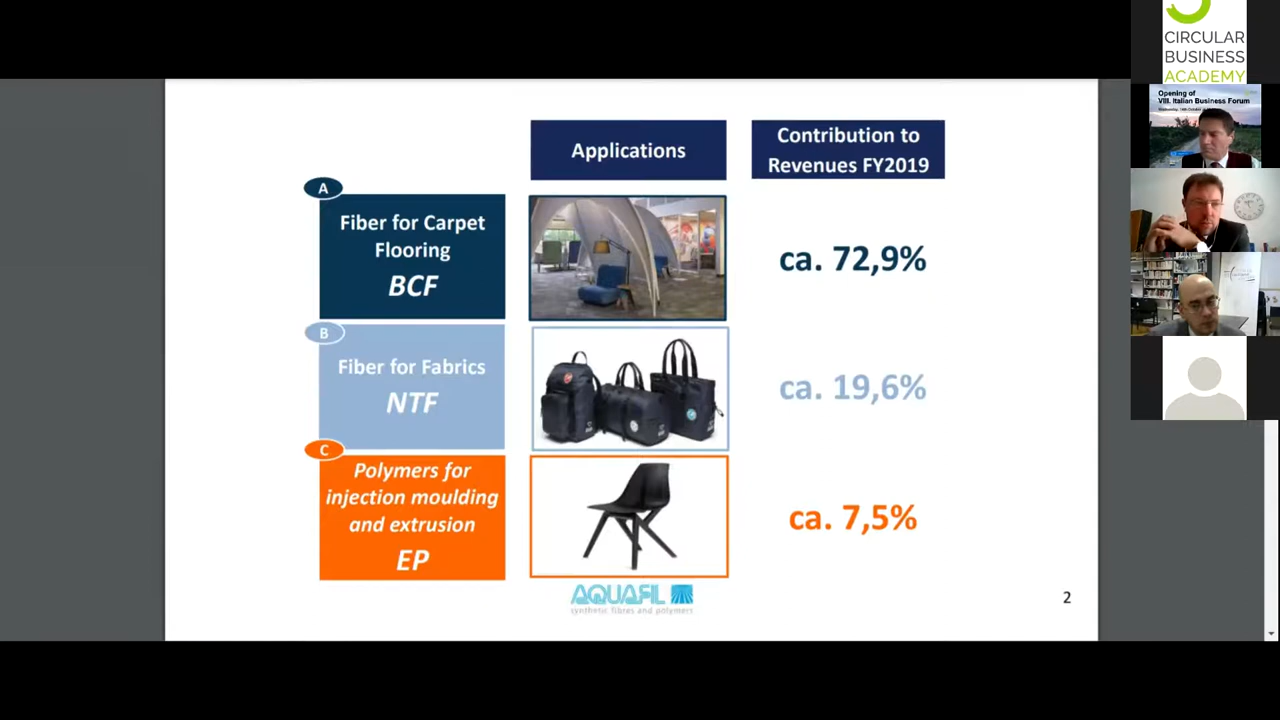 CIRCULAR
BUSINESS
ACADEMY
Opening of
VIII. Italian Business Forum
Applications
Contribution to
Revenues FY2019
A
Fiber for Carpet
Flooring
BCF
ca. 72,9%
B
Fiber for Fabrics
NTF
ca. 19,6%
C
Polymers for
injection moulding
and extrusion
EP
ca. 7,5%
AQUAFIL
synthetic fibres and polymers
2